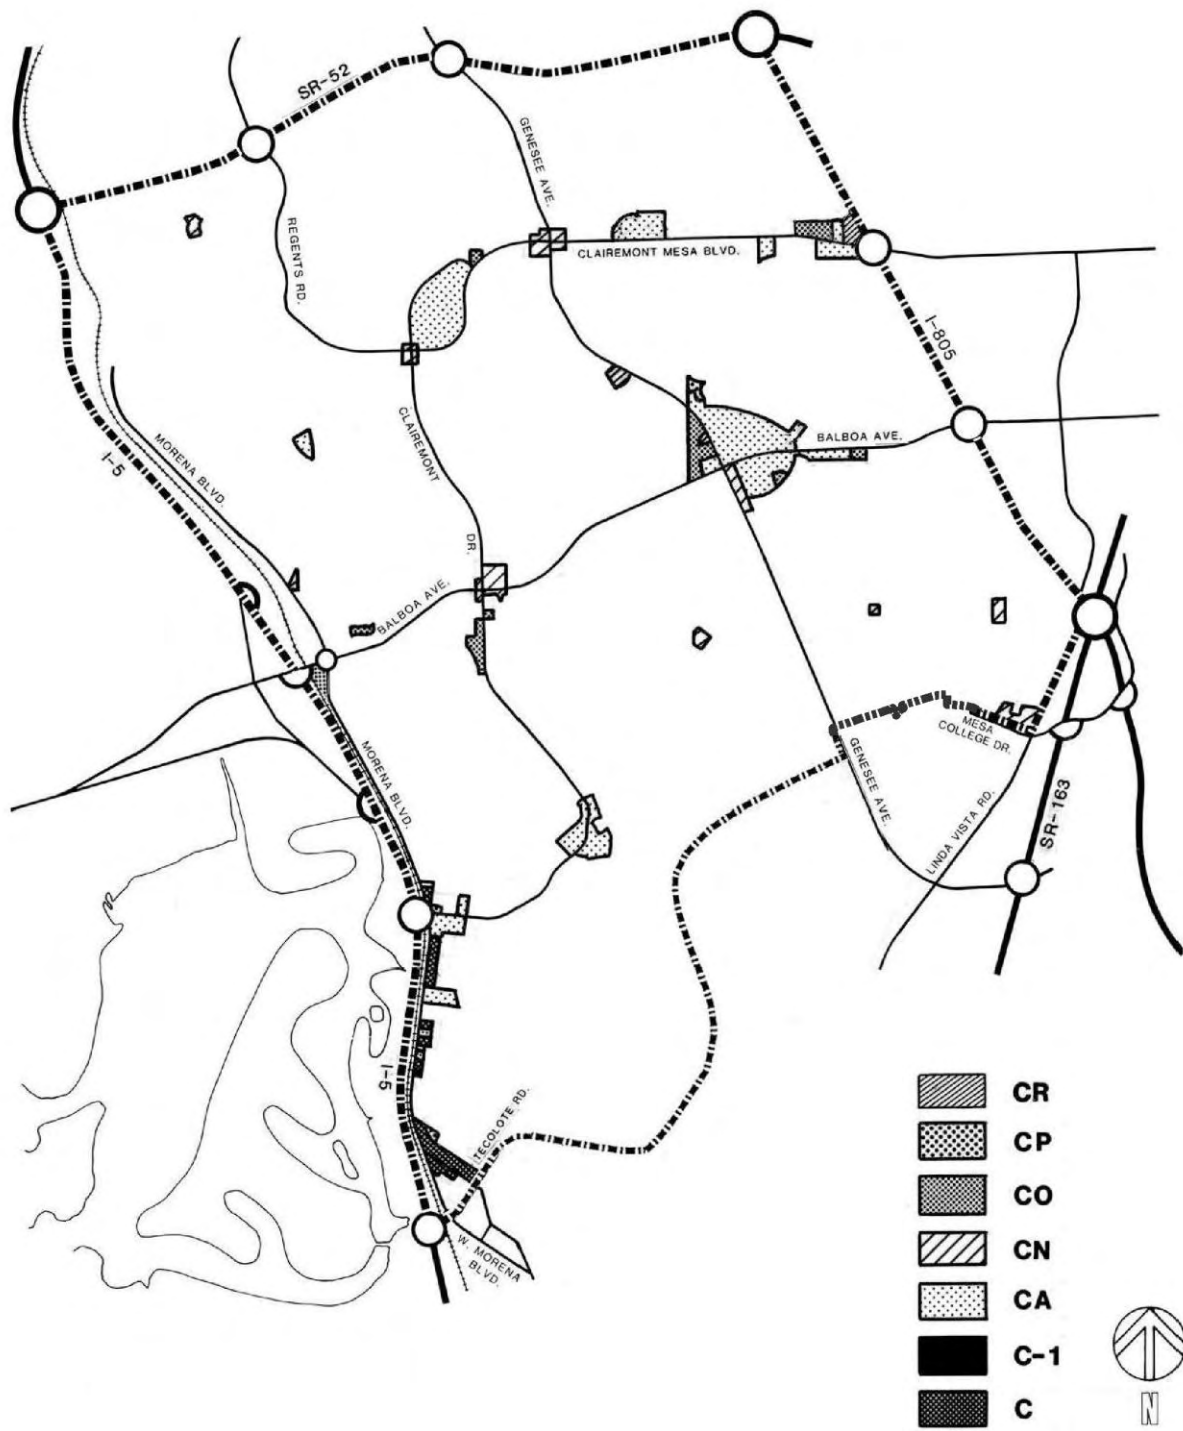 SR-52
GENESEE AVE.
REGENTS RD.
CLAIREMONT MESA BLVD.
I-805
CLAIREMONT
DR.
BALBOA AVE.
MORENA BLVD.
I-5
BALBOA AVE.
MESA
COLLEGE DR.
MORENA BLVD.
GENESEE AVE.
LINDA VISTA RD.
SR-163
I-5
TECOLOTE RD.
W. MORENA
BLVD.
CR
CP
CO
CN
CA
C-1
C
N